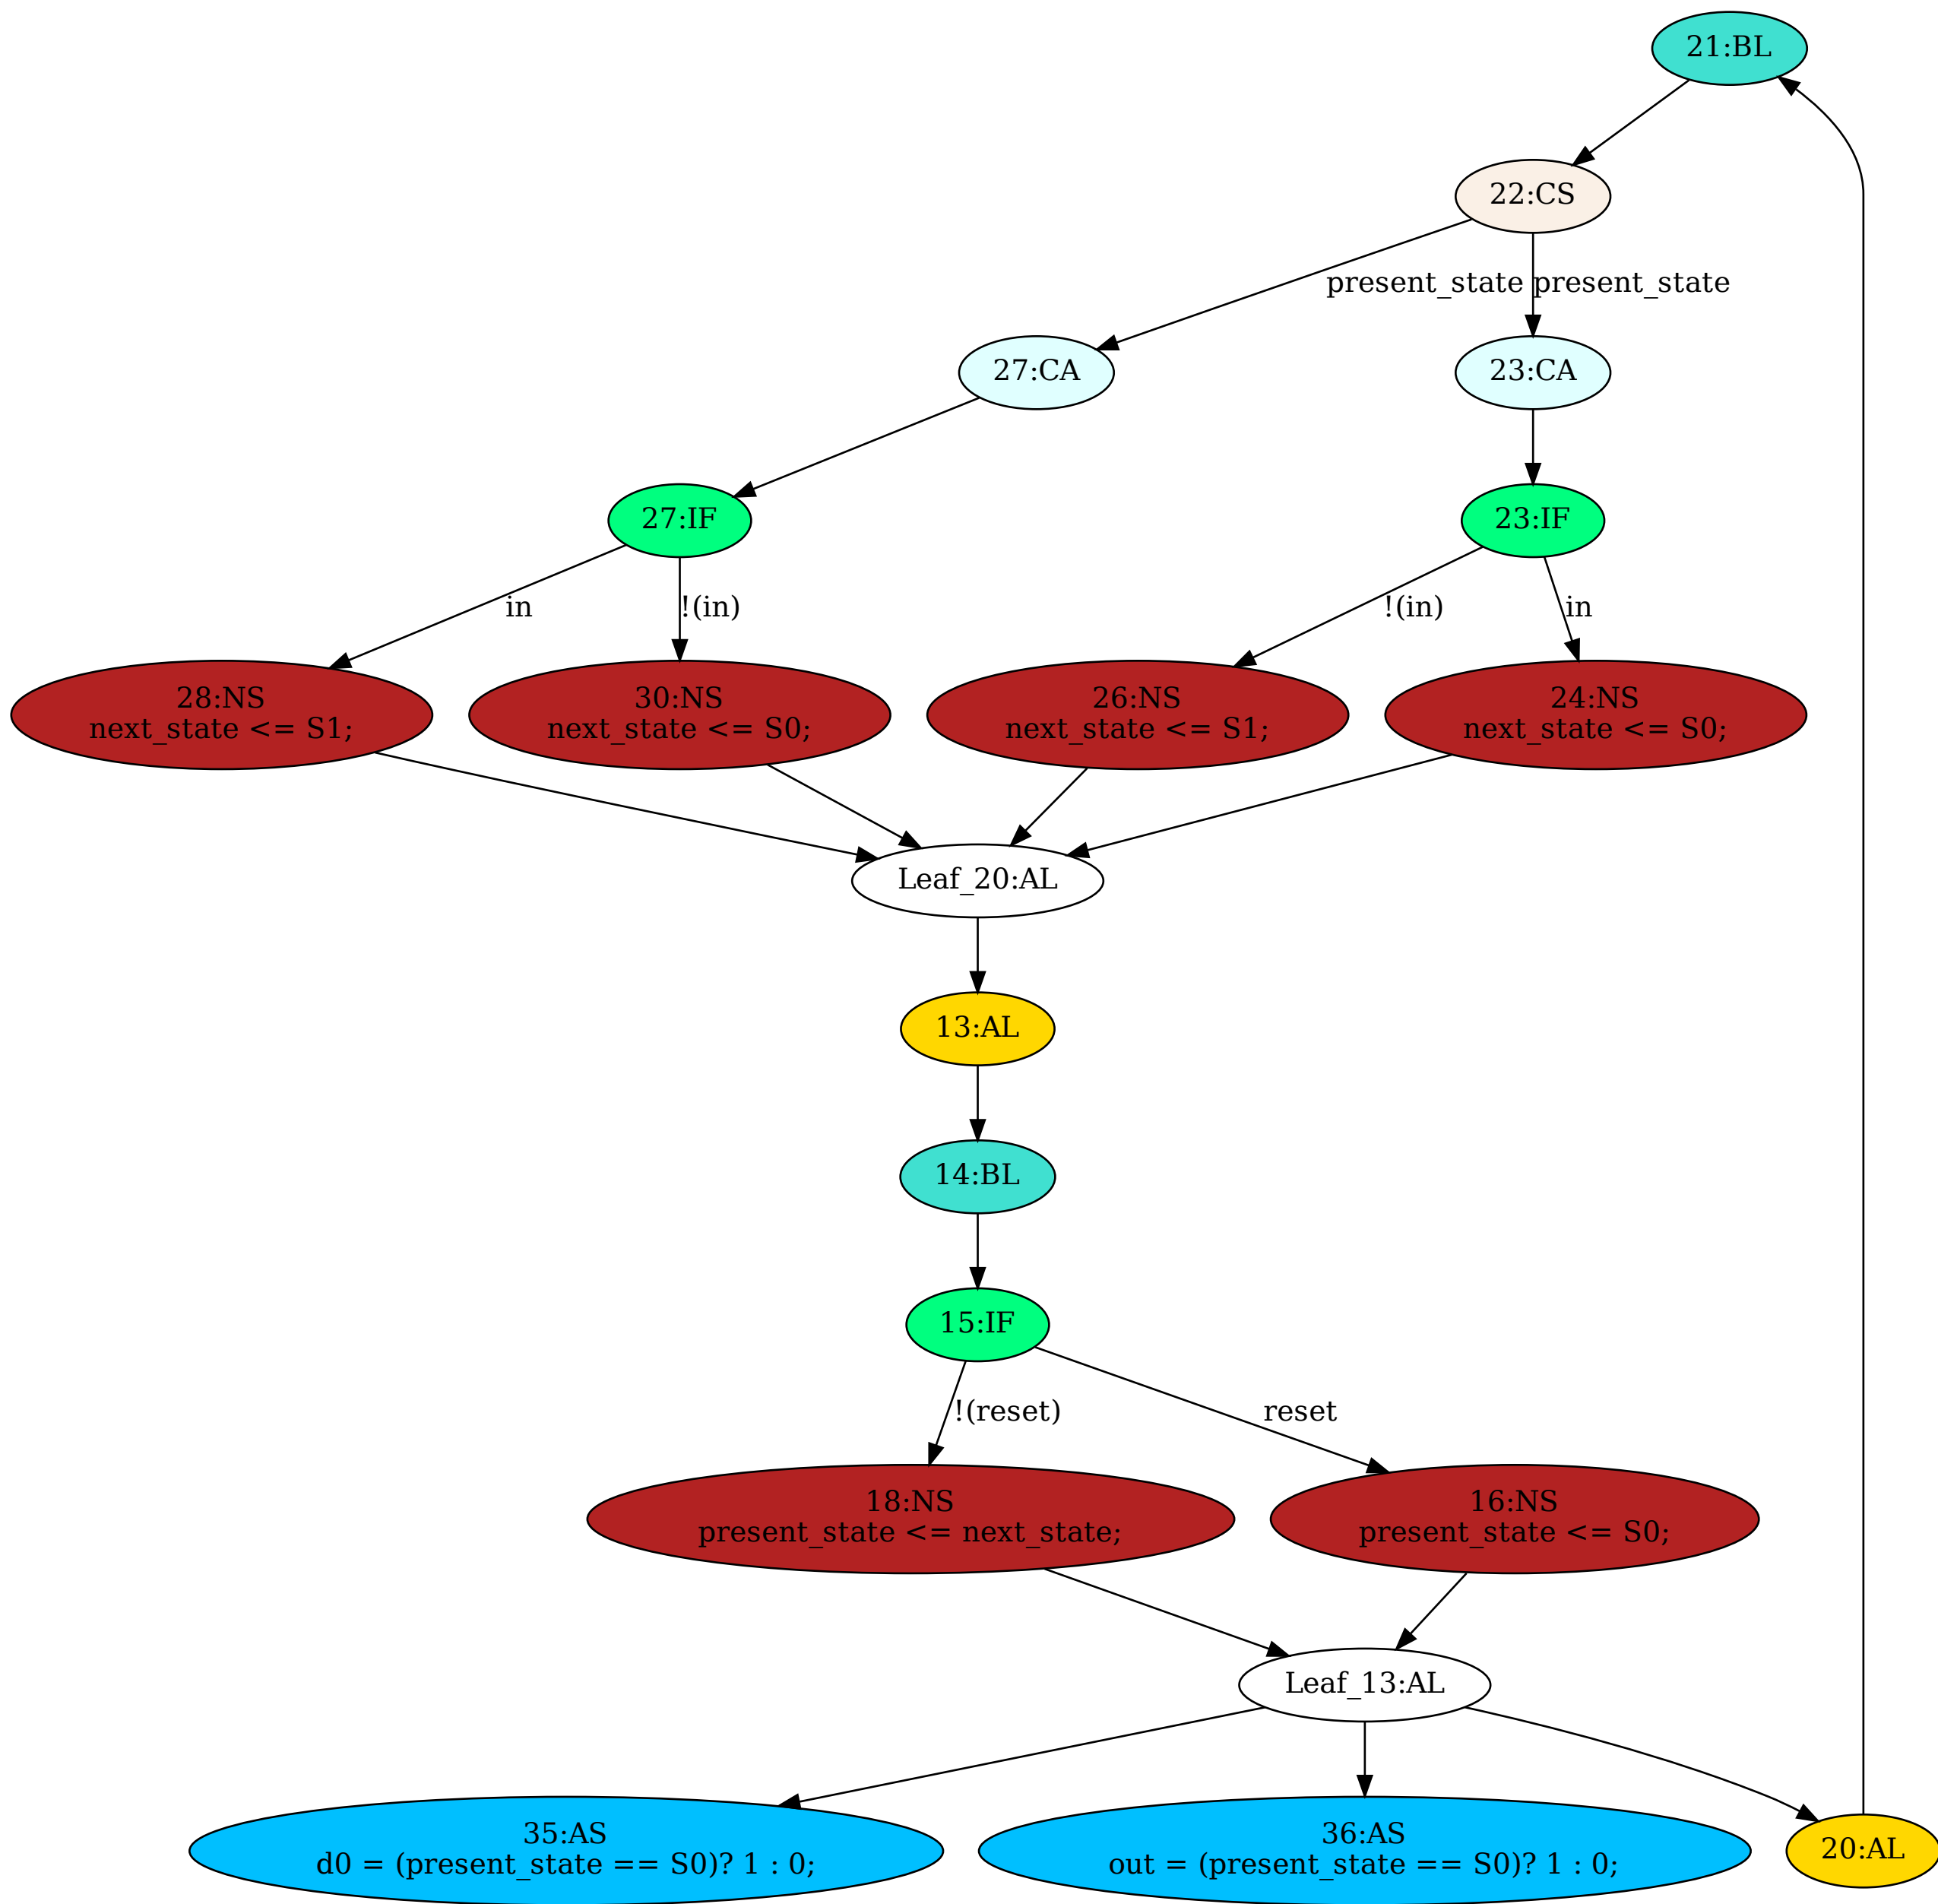 21:BL
22:CS
present_state
present_state
27:CA
23:CA
27:IF
23:IF
in
!(in)
!(in)
in
28:NS
next_state <= S1;
30:NS
next_state <= S0;
26:NS
next_state <= S1;
24:NS
next_state <= S0;
Leaf_20:AL
13:AL
14:BL
15:IF
!(reset)
reset
18:NS
present_state <= next_state;
16:NS
present_state <= S0;
Leaf_13:AL
35:AS
d0 = (present_state == S0)? 1 : 0;
36:AS
out = (present_state == S0)? 1 : 0;
20:AL